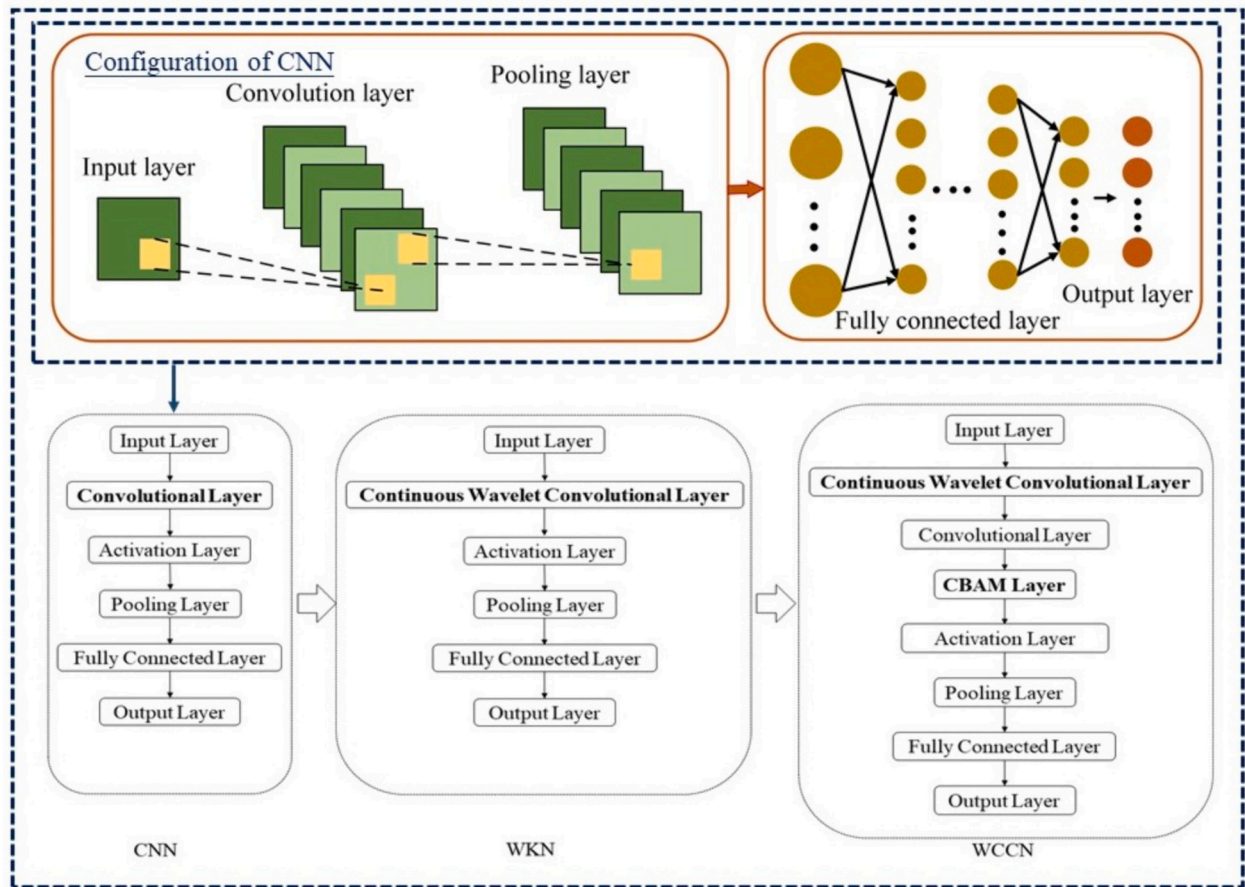 Configuration of CNN
Pooling layer
Convolution layer
Input layer
Output layer
Fully connected layer
Input Layer
Convolutional Layer
Activation Layer
Pooling Layer
Fully Connected Layer
Output Layer
CNN
Input Layer
Continuous Wavelet Convolutional Layer
Activation Layer
Pooling Layer
Fully Connected Layer
Output Layer
WKN
Input Layer
Continuous Wavelet Convolutional Layer
Convolutional Layer
CBAM Layer
Activation Layer
Pooling Layer
Fully Connected Layer
Output Layer
WCCN